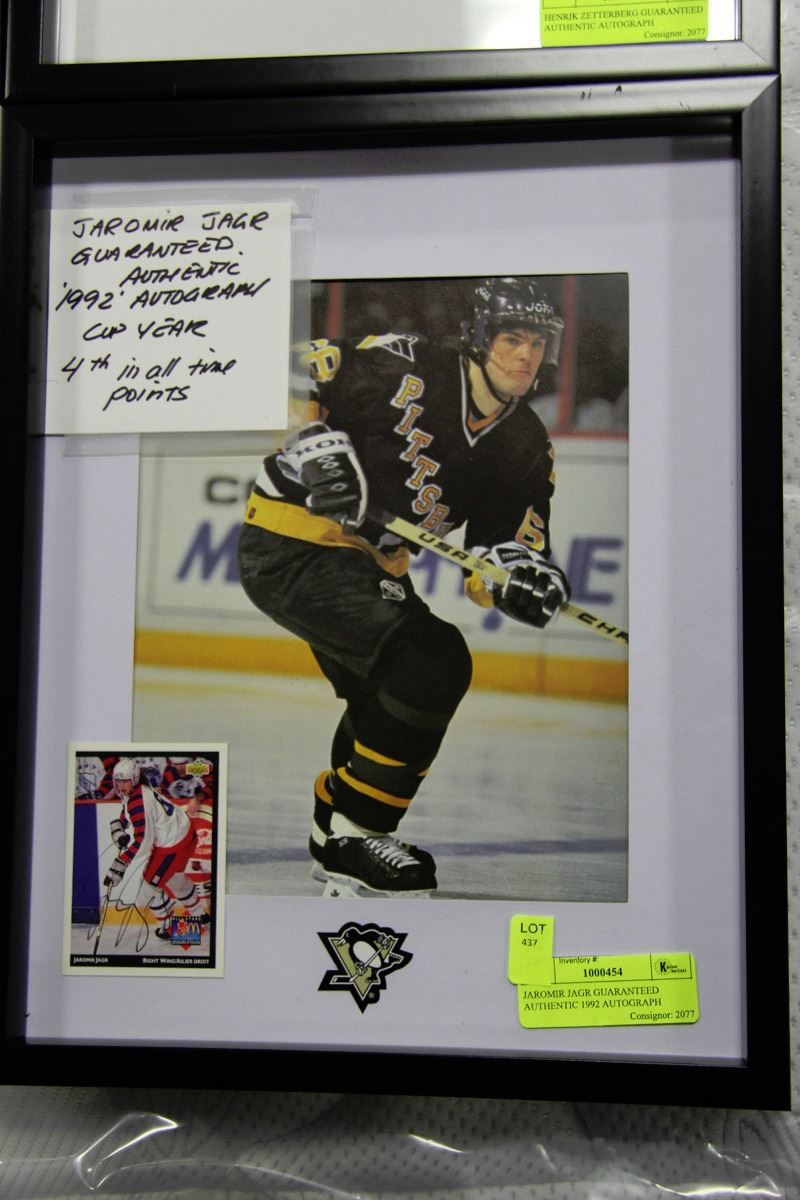 HENRIK ZETTERBERG GUARANTEED
AUTHENTIC AUTOGRAPH
Consignor: 2077
JAROMIR JAGR
GUARANTEED.
AUTHENTIC
'1992' AUTOGRAPH
CUP YEAR
4th in all time
POINTS
JOFA
PITTSB
USA
JAROMIR JAGR
RIGHT WING/AILIER DROIT
LOT
437
Inventory #:
1000454
JAROMIR JAGR GUARANTEED
AUTHENTIC 1992 AUTOGRAPH
Consignor: 2077